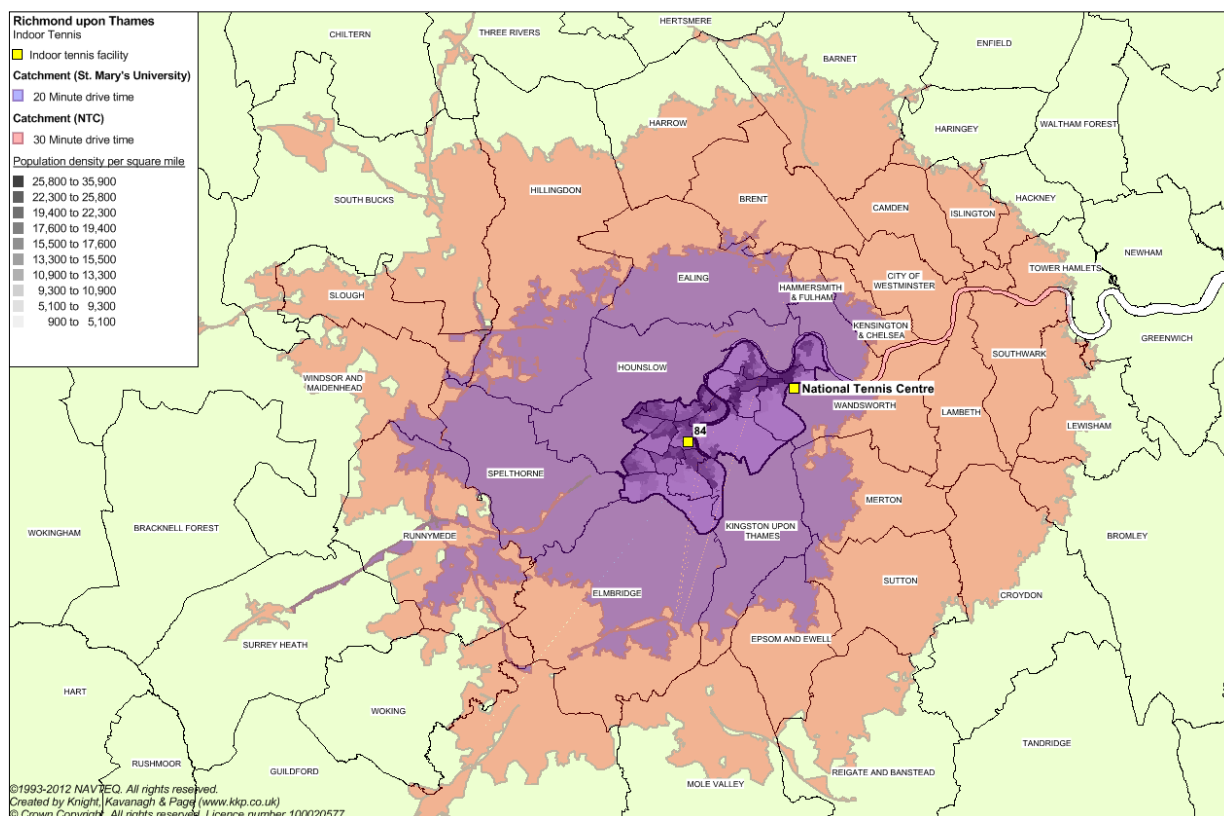 Richmond upon Thames
Indoor Tennis
Indoor tennis facility
Catchment (St. Mary's University)
20 Minute drive time
Catchment (NTC)
30 Minute drive time
Population density per square mile
25,800 to 35,900
22,300 to 25,800
19,400 to 22,300
17,600 to 19,400
15,500 to 17,600
13,300 to 15,500
10,900 to 13,300
9,300 to 10,900
5,100 to 9,300
900 to 5,100
CHILTERN
THREE RIVERS
HERTSMERE
BARNET
ENFIELD
HARROW
HARINGEY
WALTHAM FOREST
HILLINGDON
SOUTH BUCKS
BRENT
CAMDEN
ISLINGTON
HACKNEY
NEWHAM
TOWER HAMLETS
SLOUGH
EALING
HAMMERSMITH
& FULHAM
CITY OF
WESTMINSTER
KENSINGTON
& CHELSEA
GREENWICH
SOUTHWARK
HOUNSLOW
WINDSOR AND
MAIDENHEAD
National Tennis Centre
WANDSWORTH
LAMBETH
LEWISHAM
84
SPELTHORNE
MERTON
BRACKNELL FOREST
WOKINGHAM
RUNNYMEDE
KINGSTON UPON
THAMES
BROMLEY
ELMBRIDGE
SUTTON
CROYDON
SURREY HEATH
EPSOM AND EWELL
HART
WOKING
TANDRIDGE
RUSHMOOR
GUILDFORD
MOLE VALLEY
REIGATE AND BANSTEAD
©1993-2012 NAVTEQ. All rights reserved.
Created by Knight, Kavanagh & Page (www.kkp.co.uk)
© Crown Copyright. All rights reserved. Licence number 100020577